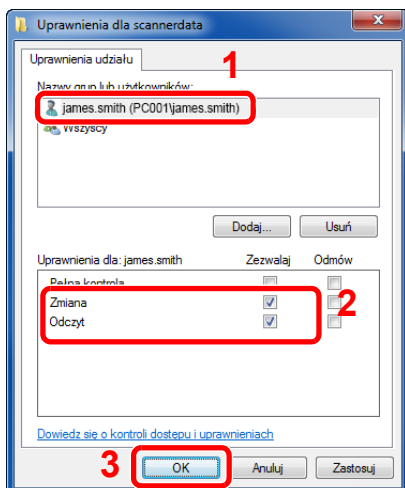 Uprawnienia dla scannerdata
Uprawnienia udziału
1
Nazwy grup lub użytkowników:
james.smith (PC001\james.smith)
Wszyscy
Dodaj... Usuń
Uprawnienia dla: james.smith Zezwalaj Odmów
Pełna kontrola
Zmiana
2
Odczyt
Dowiedz się o kontroli dostępu i uprawnieniach
3 OK Anuluj Zastosuj